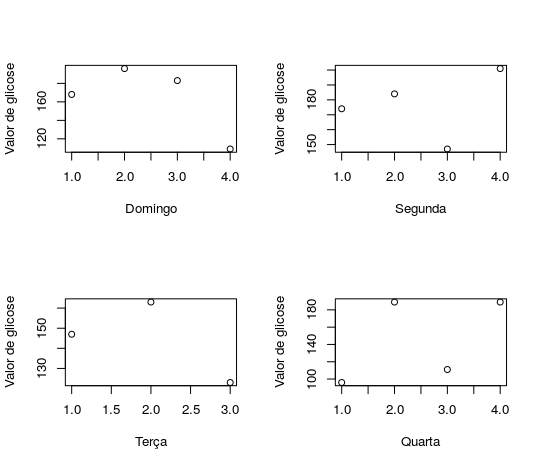 Valor de glicose
120 160
1.0 2.0 3.0 4.0
Domingo
Valor de glicose
150 180
1.0 2.0 3.0 4.0
Segunda
Valor de glicose
130 150
1.0 1.5 2.0 2.5 3.0
Terça
Valor de glicose
100 140 180
1.0 2.0 3.0 4.0
Quarta